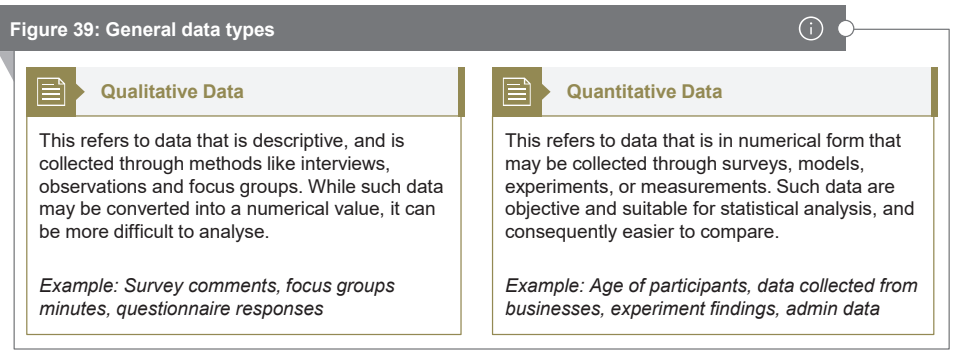 Figure 39: General data types
Qualitative Data
This refers to data that is descriptive, and is
collected through methods like interviews,
observations and focus groups. While such data
may be converted into a numerical value, it can
be more difficult to analyse.
Example: Survey comments, focus groups
minutes, questionnaire responses
Quantitative Data
This refers to data that is in numerical form that
may be collected through surveys, models,
experiments, or measurements. Such data are
objective and suitable for statistical analysis, and
consequently easier to compare.
Example: Age of participants, data collected from
businesses, experiment findings, admin data